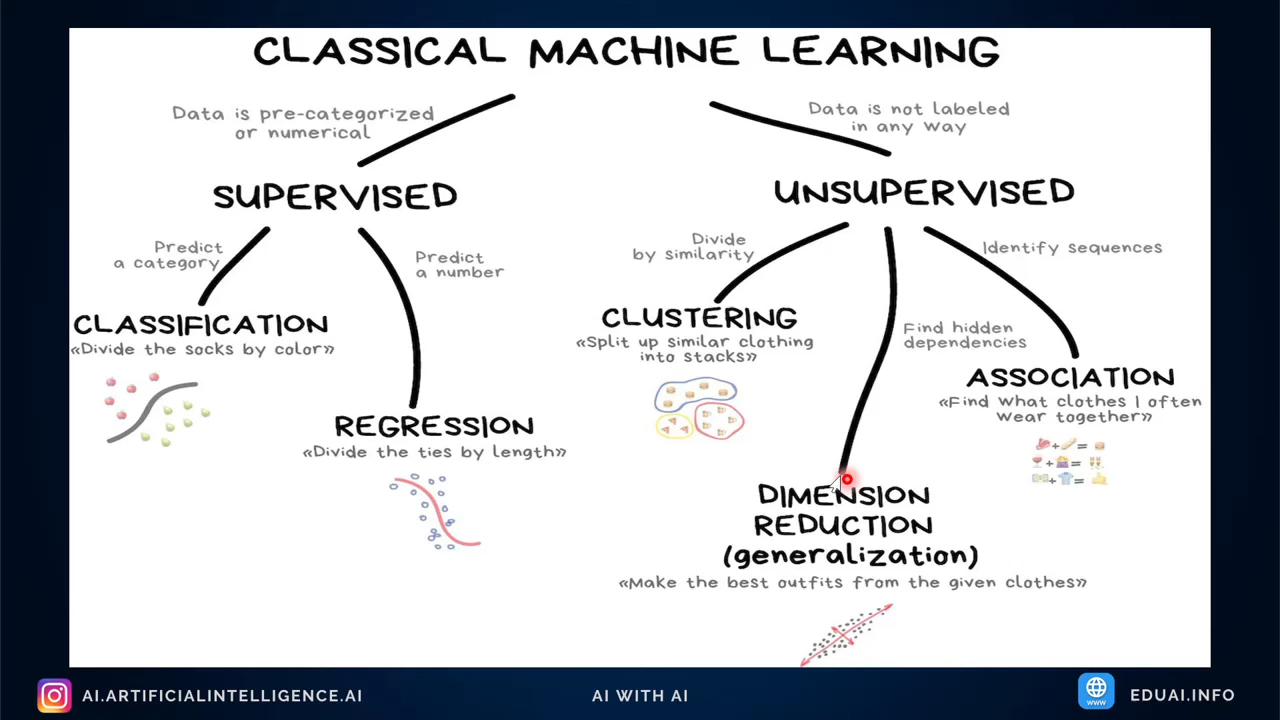 CLASSICAL MACHINE LEARNING
Data is pre-categorized
or numerical
Data is not labeled
in any way
SUPERVISED
UNSUPERVISED
Predict
a category
Predict
a number
Divide
by similarity
Identify sequences
CLASSIFICATION
«Divide the socks by color»
CLUSTERING
«Split up similar clothing
into stacks»
Find hidden
dependencies
ASSOCIATION
«Find what clothes I often
wear together»
REGRESSION
«Divide the ties by length»
+ =
+ =
+ =
DIMENSION
REDUCTION
(generalization)
«Make the best outfits from the given clothes»
AI.ARTIFICIALINTELLIGENCE.AI
AI WITH AI
WWW
EDUAI.INFO